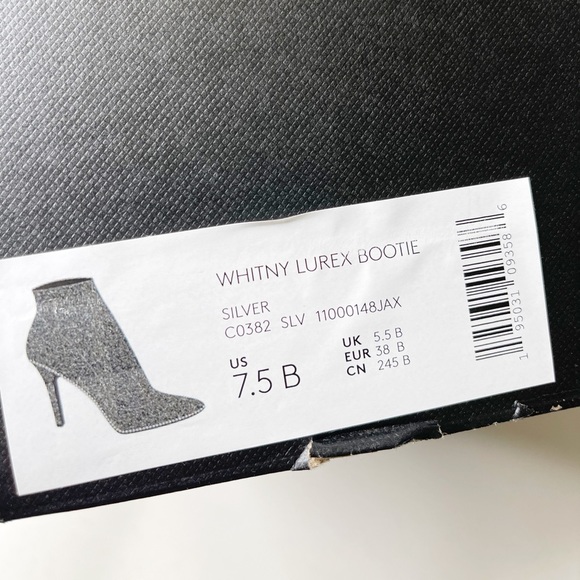 WHITNY LUREX BOOTIE
SILVER
C0382 SLV 11000148JAX
US
7.5 B
UK 5.5 B
EUR 38 B
CN 245 B
1 95031 09358 6